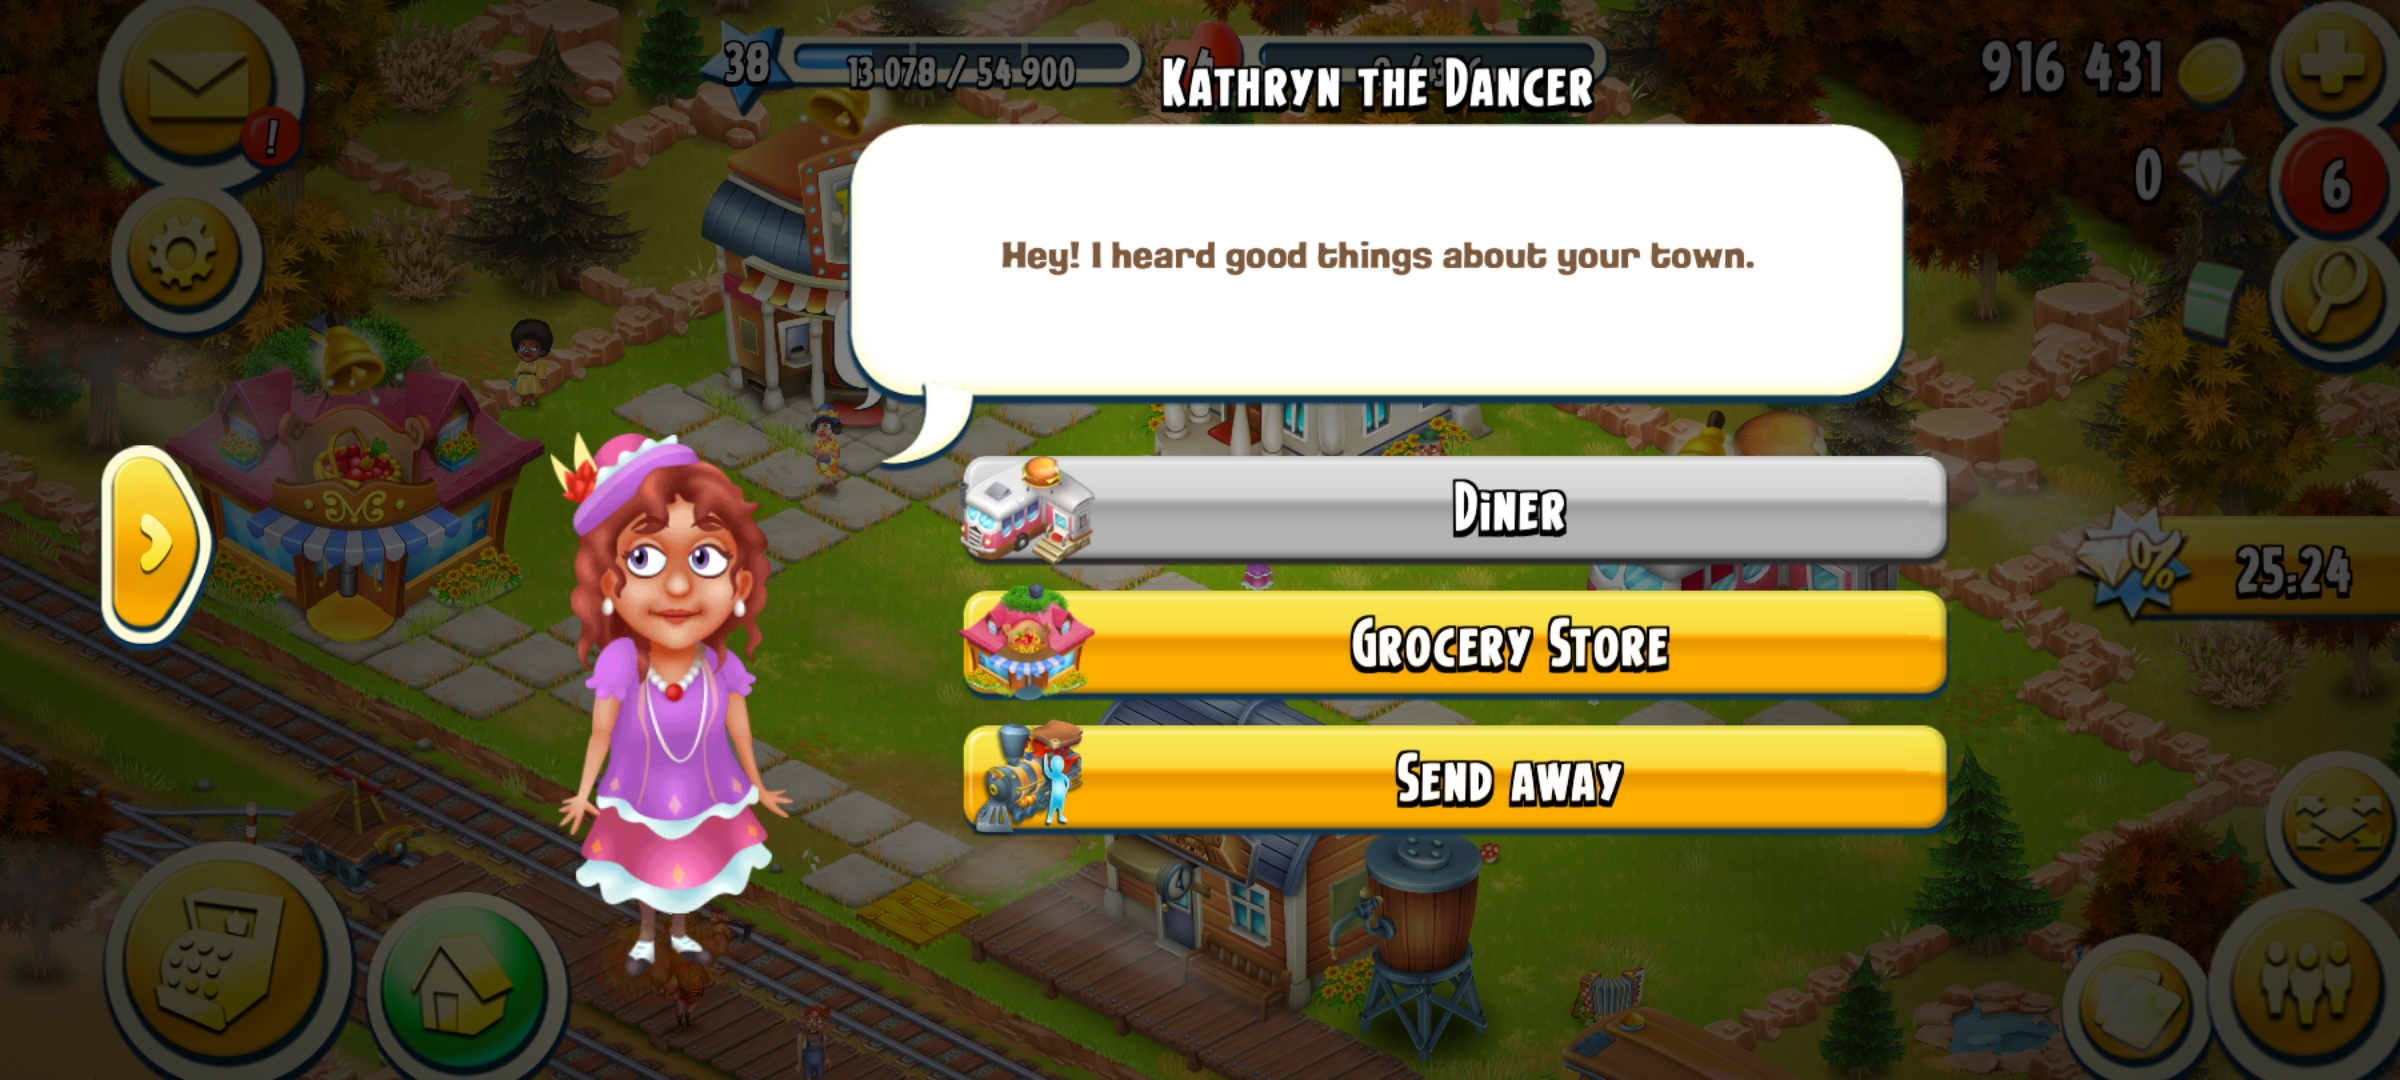 38
13 078 / 54 900
KATHRYN THE DANCER
916 431
!
0
6
Hey! I heard good things about your town.
DINER
0%
25:24
GROCERY STORE
SEND AWAY